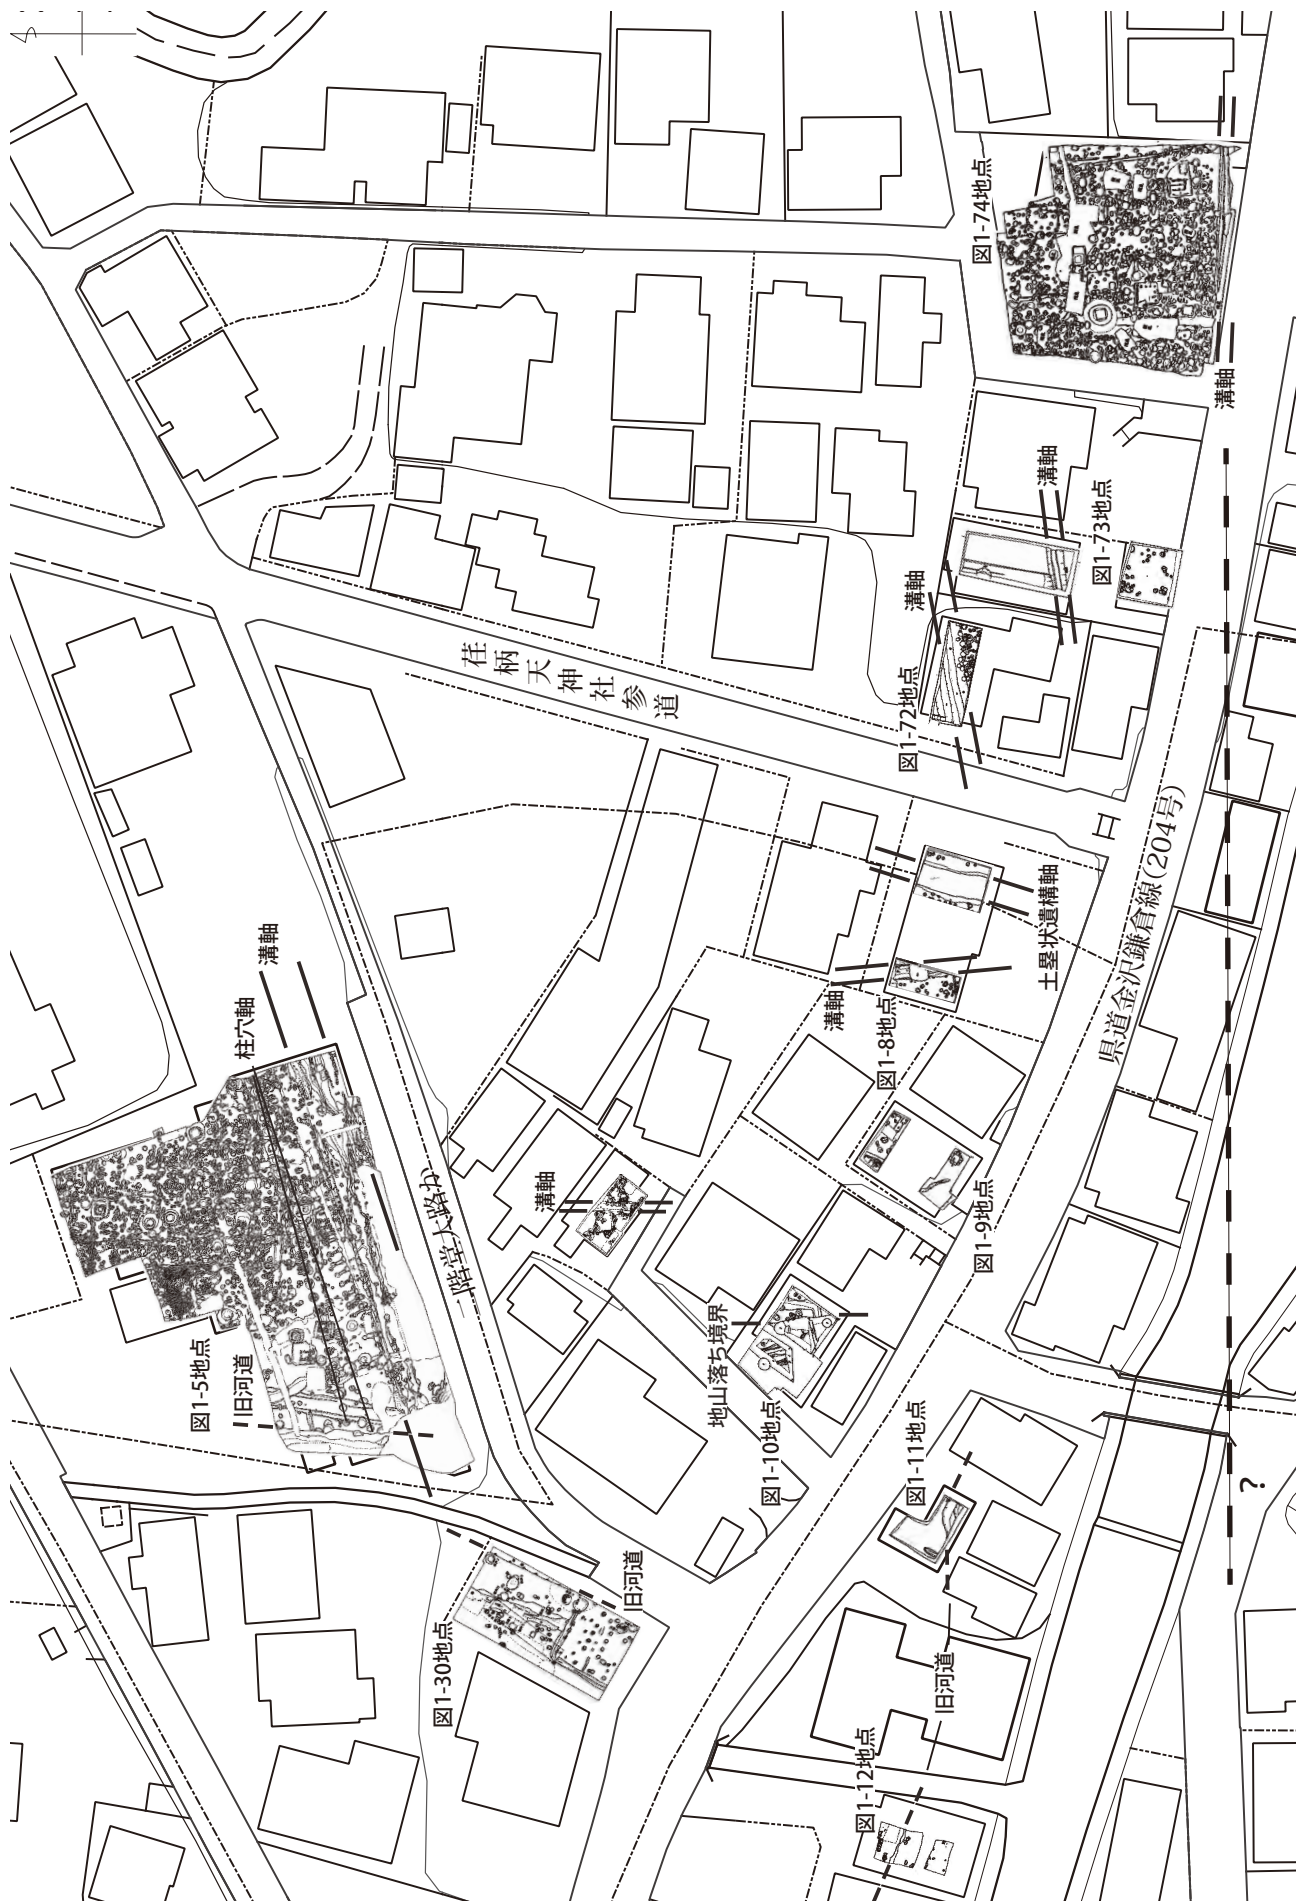 図1-74地点
溝軸
溝軸
図1-73地点
溝軸
図1-72地点
荏柄天神社参道
県道金沢鎌倉線(204号)
土塁状遺構軸
溝軸
図1-8地点
図1-9地点
溝軸
柱穴軸
二階堂大路か
溝軸
図1-5地点
旧河道
地山落ち境界
図1-10地点
図1-11地点
?
旧河道
図1-30地点
旧河道
図1-12地点